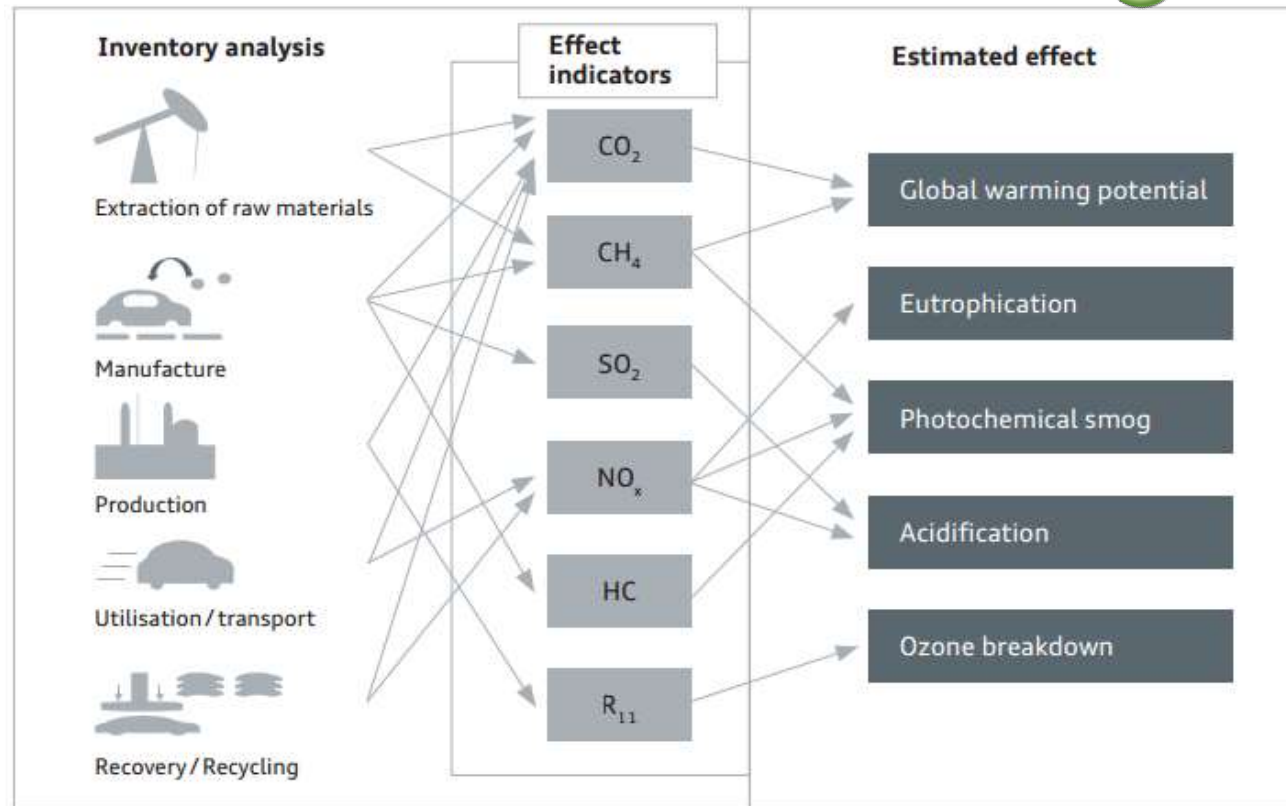 Inventory analysis
Extraction of raw materials
Manufacture
Production
Utilisation / transport
Recovery / Recycling
Effect
indicators
CO₂
CH₄
SO₂
NOₓ
HC
R₁₁
Estimated effect
Global warming potential
Eutrophication
Photochemical smog
Acidification
Ozone breakdown